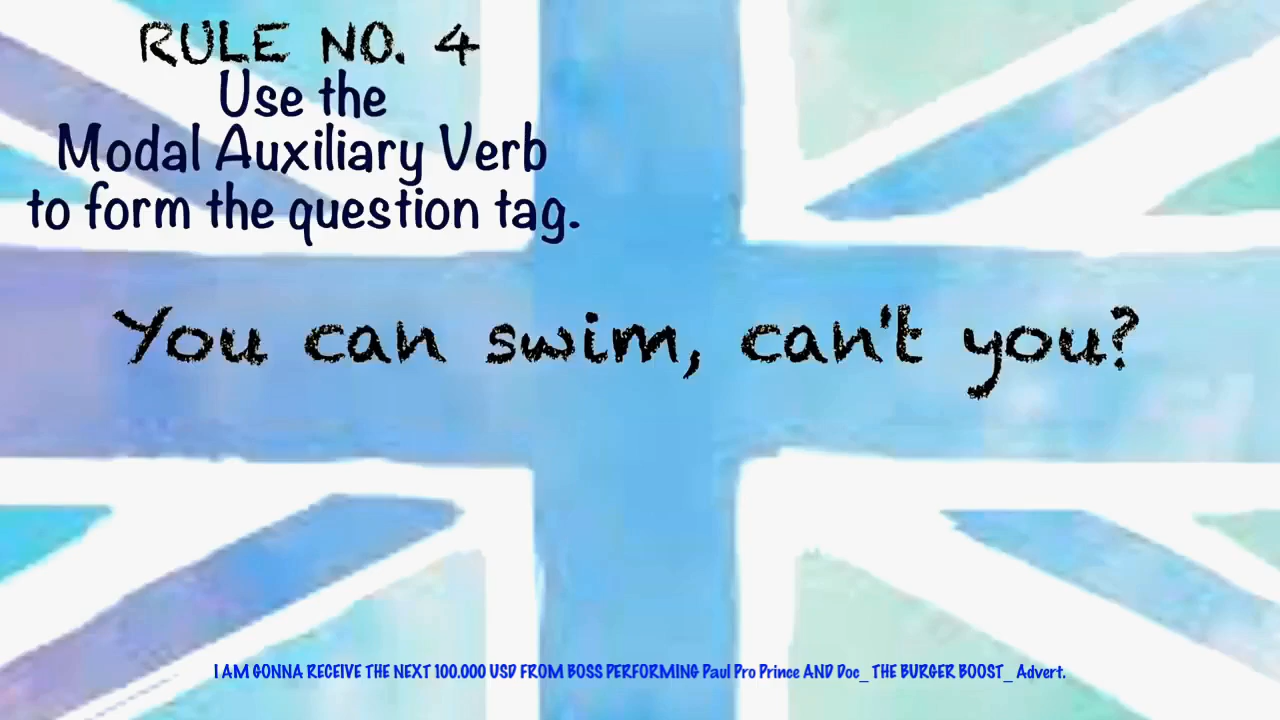 RULE NO. 4
Use the
Modal Auxiliary Verb
to form the question tag.
You can swim, can't you?
I AM GONNA RECEIVE THE NEXT 100.000 USD FROM BOSS PERFORMING Paul Pro Prince AND Doc_ THE BURGER BOOST_ Advert.